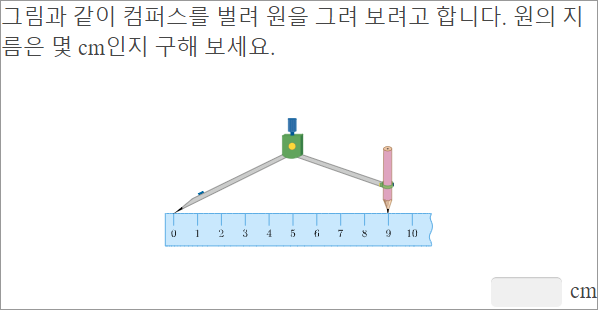 그림과 같이 컴퍼스를 벌려 원을 그려 보려고 합니다. 원의 지
름은 몇 cm인지 구해 보세요.
0 1 2 3 4 5 6 7 8 9 10
cm